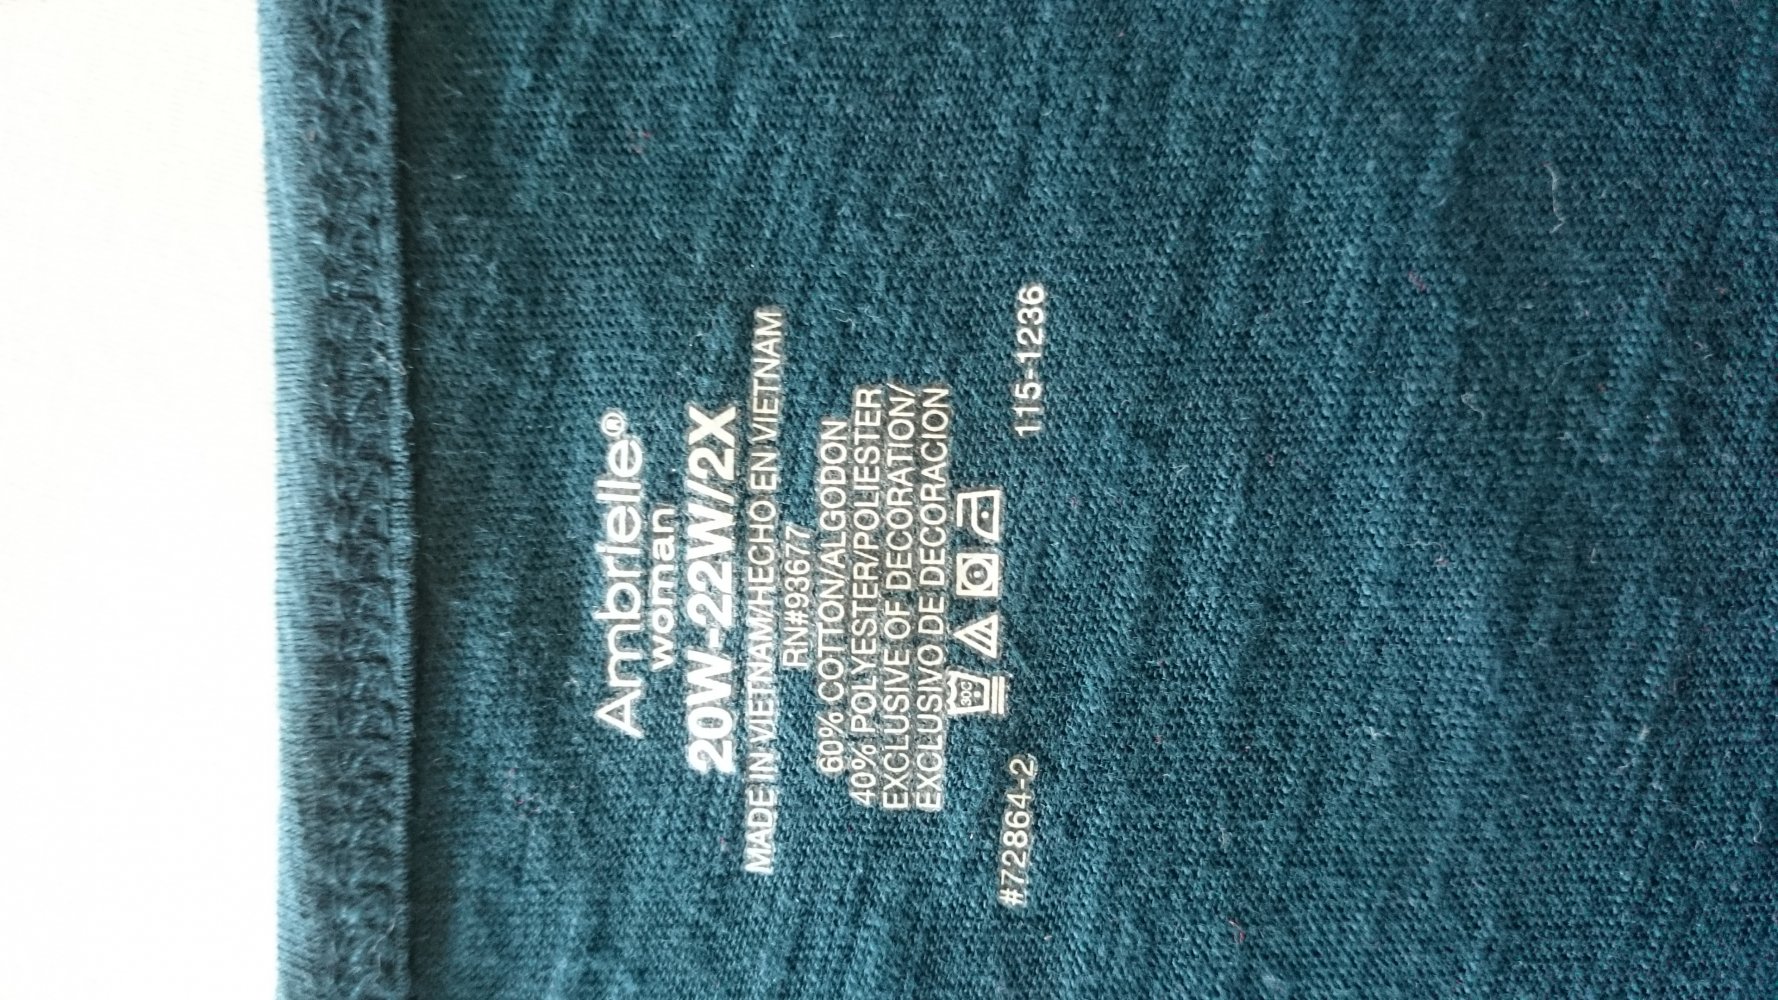 Ambrielle®
woman
20W-22W/2X
MADE IN VIETNAM/HECHO EN VIETNAM
RN#93677
60% COTTON/ALGODON
40% POLYESTER/POLIESTER
EXCLUSIVE OF DECORATION/
EXCLUSIVO DE DECORACION
30C
#72864-2 115-1236